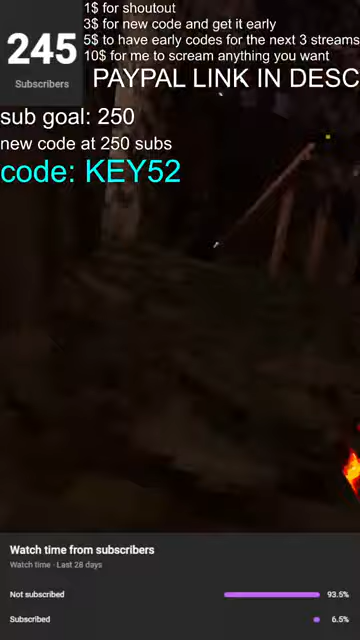 245
Subscribers
1$ for shoutout
3$ for new code and get it early
5$ to have early codes for the next 3 streams
10$ for me to scream anything you want
PAYPAL LINK IN DESC
sub goal: 250
new code at 250 subs
code: KEY52
Watch time from subscribers
Watch time · Last 28 days
Not subscribed 93.5%
Subscribed 6.5%